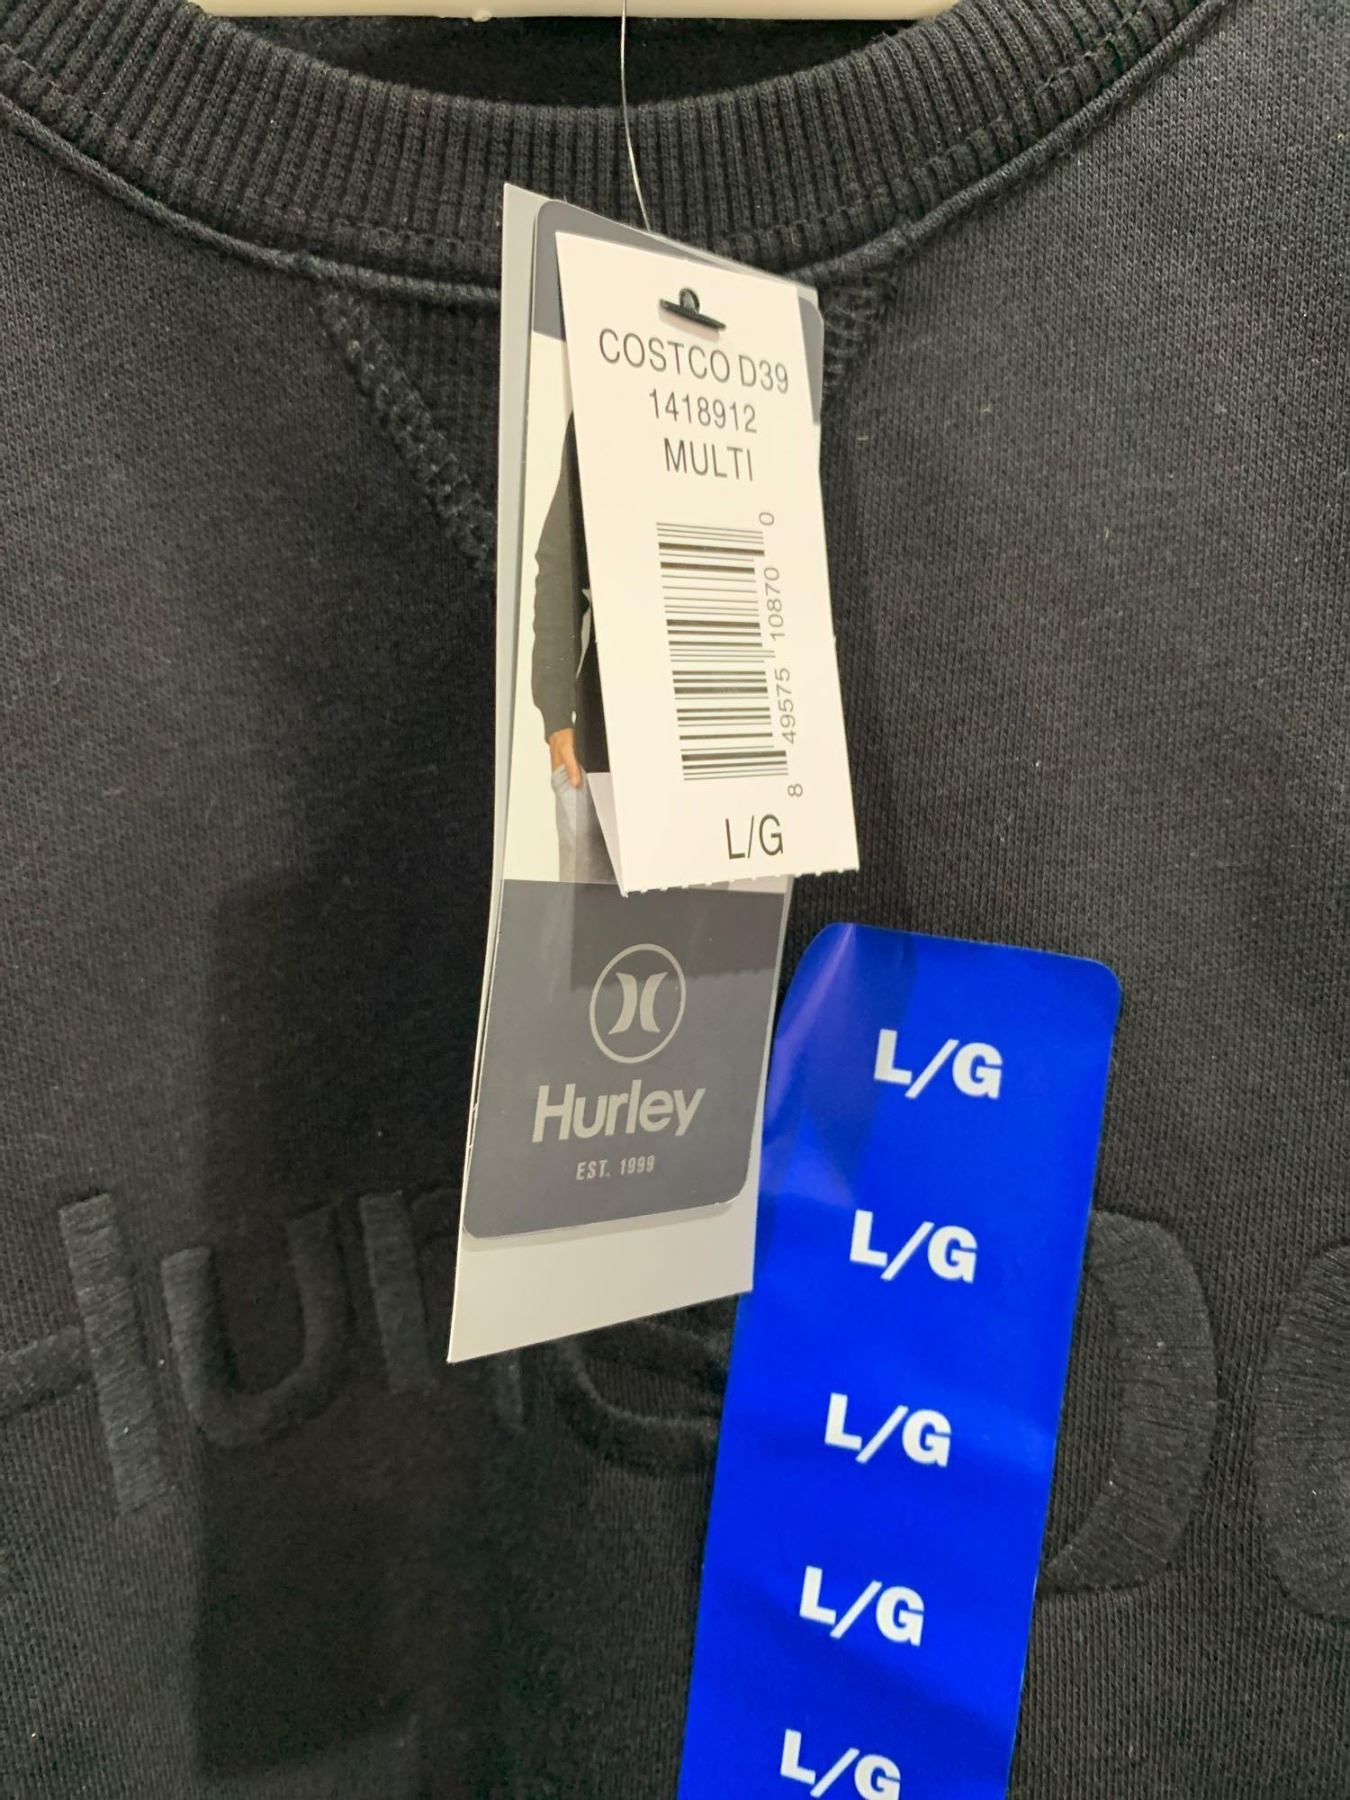 COSTCO D39
1418912
MULTI
8 49575 10870 0
L/G
Hurley
EST. 1999
L/G
L/G
L/G
L/G
L/G